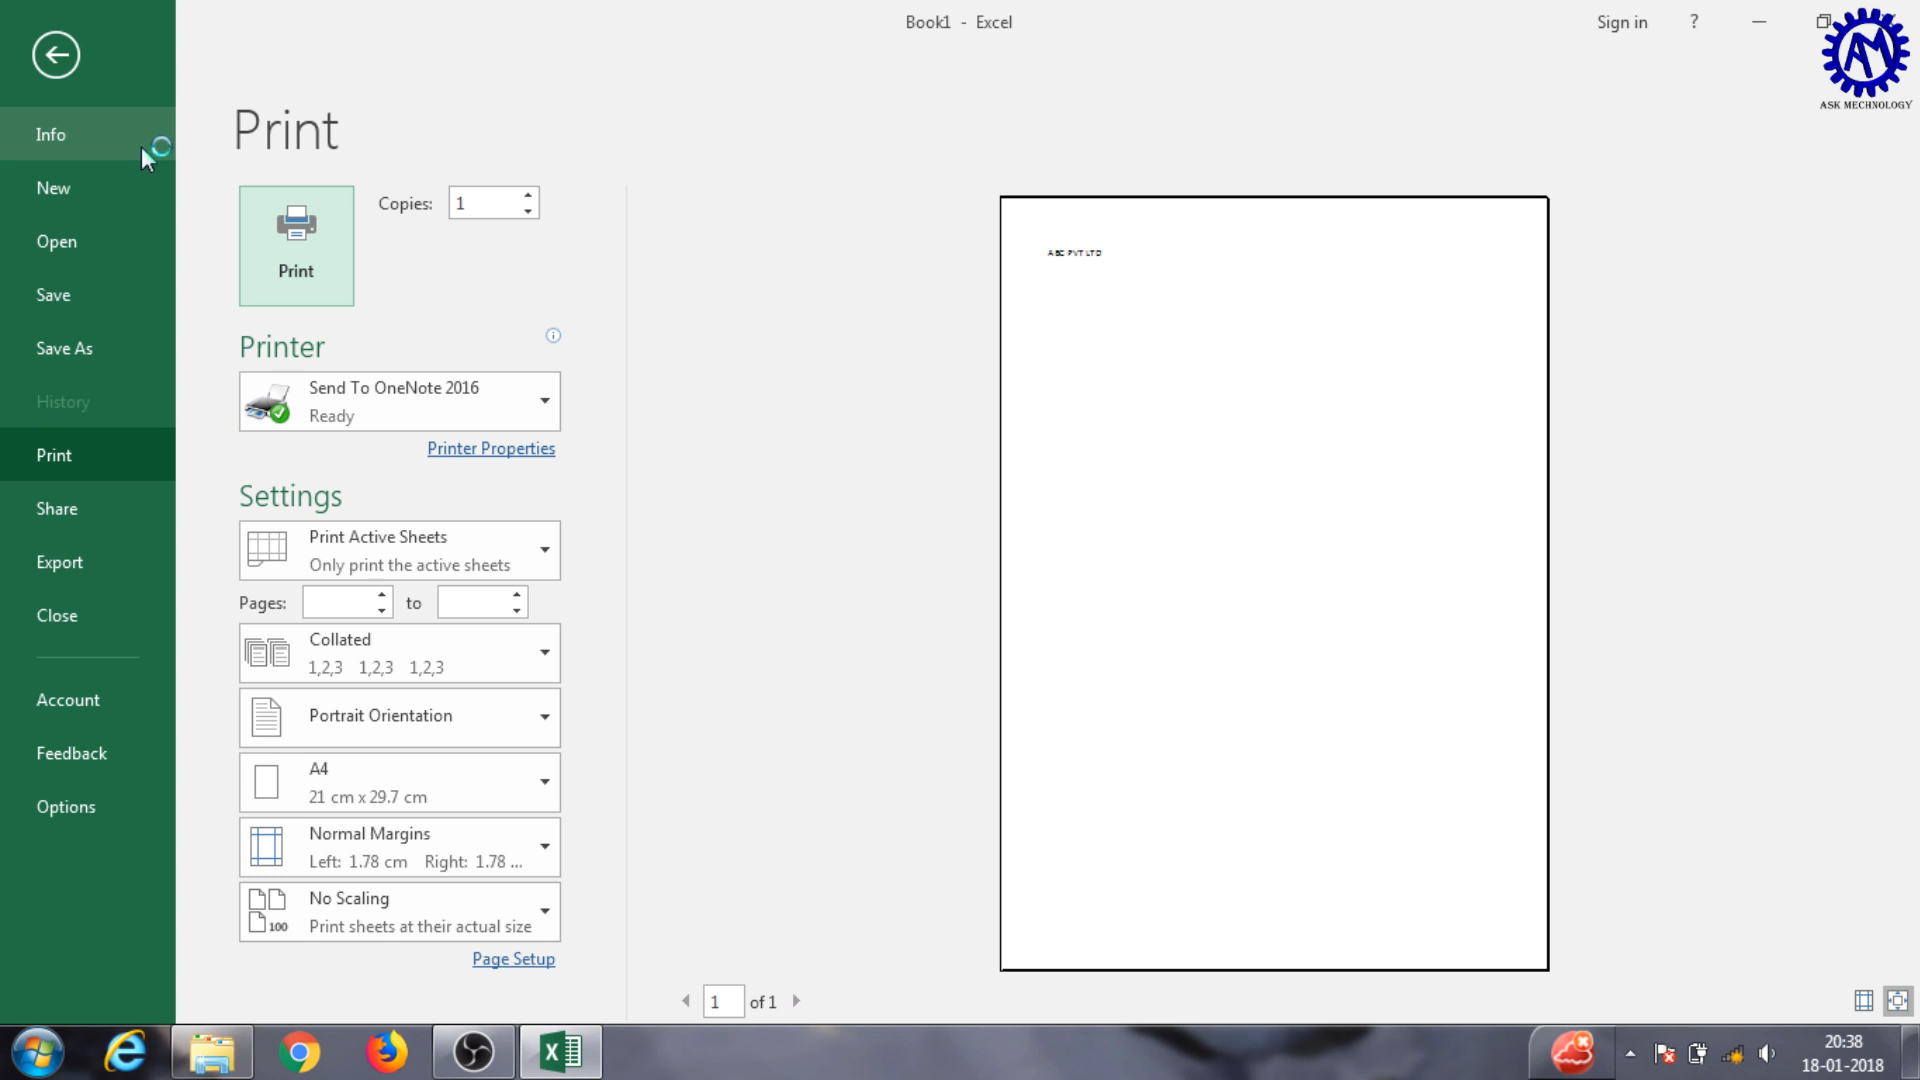 Book1 - Excel
Sign in
?
AM
ASK MECHNOLOGY
Info
New
Open
Save
Save As
History
Print
Share
Export
Close
Account
Feedback
Options
Print
Print
Copies: 1
Printer
Send To OneNote 2016
Ready
Printer Properties
Settings
Print Active Sheets
Only print the active sheets
Pages: to
Collated
1,2,3 1,2,3 1,2,3
Portrait Orientation
A4
21 cm x 29.7 cm
Normal Margins
Left: 1.78 cm Right: 1.78 ...
No Scaling
100
Print sheets at their actual size
Page Setup
ABC PVT LTD
1 of 1
20:38
18-01-2018